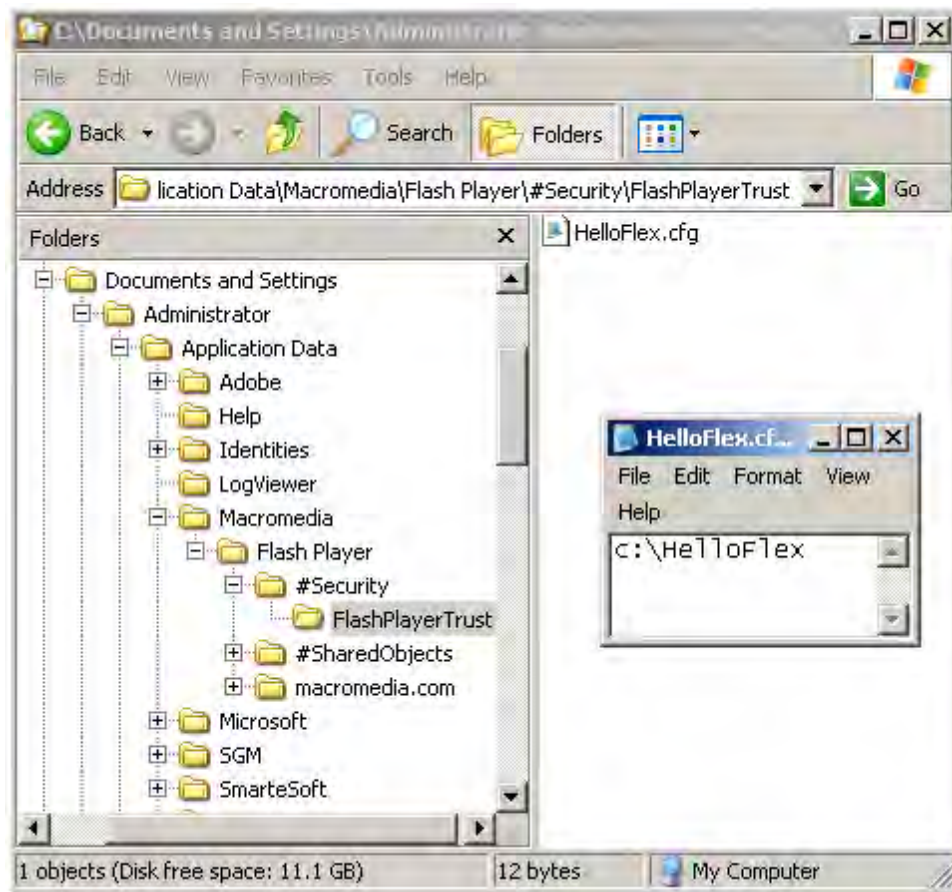 C:\Documents and Settings\Administrato
File Edit View Favorites Tools Help
Back Search Folders
Address lication Data\Macromedia\Flash Player\#Security\FlashPlayerTrust Go
Folders
Documents and Settings
Administrator
Application Data
Adobe
Help
Identities
LogViewer
Macromedia
Flash Player
#Security
FlashPlayerTrust
#SharedObjects
macromedia.com
Microsoft
SGM
SmarteSoft
HelloFlex.cfg
HelloFlex.cf...
File Edit Format View
Help
c:\HelloFlex
1 objects (Disk free space: 11.1 GB) 12 bytes My Computer